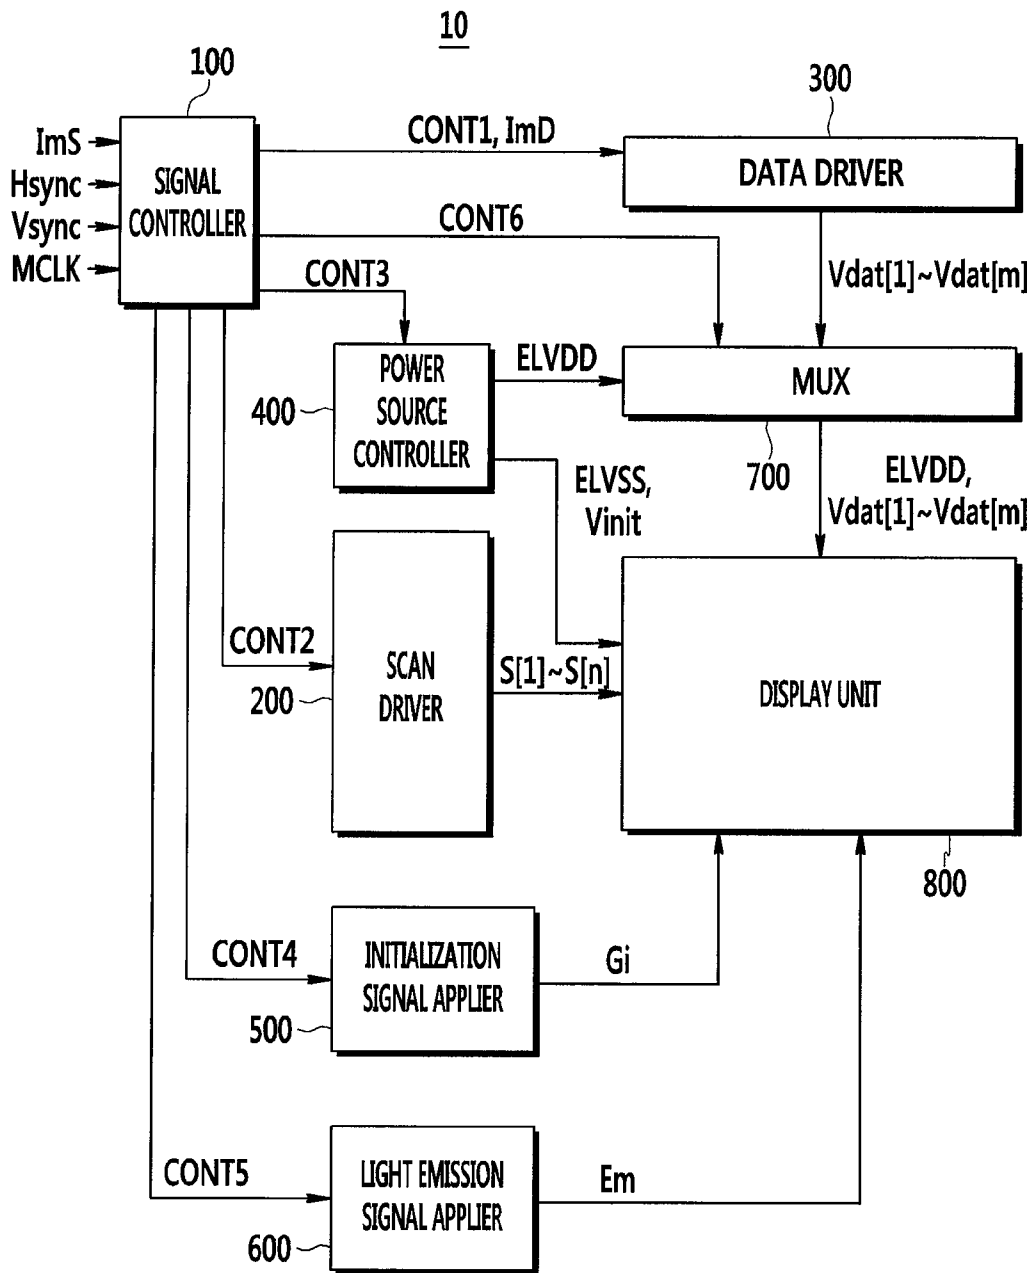 10
100
300
ImS
Hsync
Vsync
MCLK
SIGNAL
CONTROLLER
CONT1, ImD
DATA DRIVER
CONT6
CONT3
Vdat[1]~Vdat[m]
400
POWER
SOURCE
CONTROLLER
ELVDD
MUX
700
ELVSS,
Vinit
ELVDD,
Vdat[1]~Vdat[m]
CONT2
200
SCAN
DRIVER
S[1]~S[n]
DISPLAY UNIT
800
CONT4
500
INITIALIZATION
SIGNAL APPLIER
Gi
CONT5
600
LIGHT EMISSION
SIGNAL APPLIER
Em